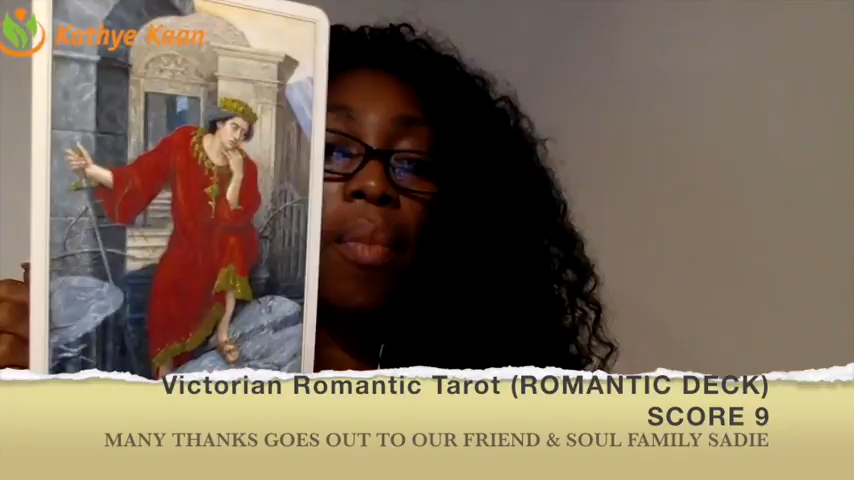 Kathye Kaan
Victorian Romantic Tarot (ROMANTIC DECK)
SCORE 9
MANY THANKS GOES OUT TO OUR FRIEND & SOUL FAMILY SADIE